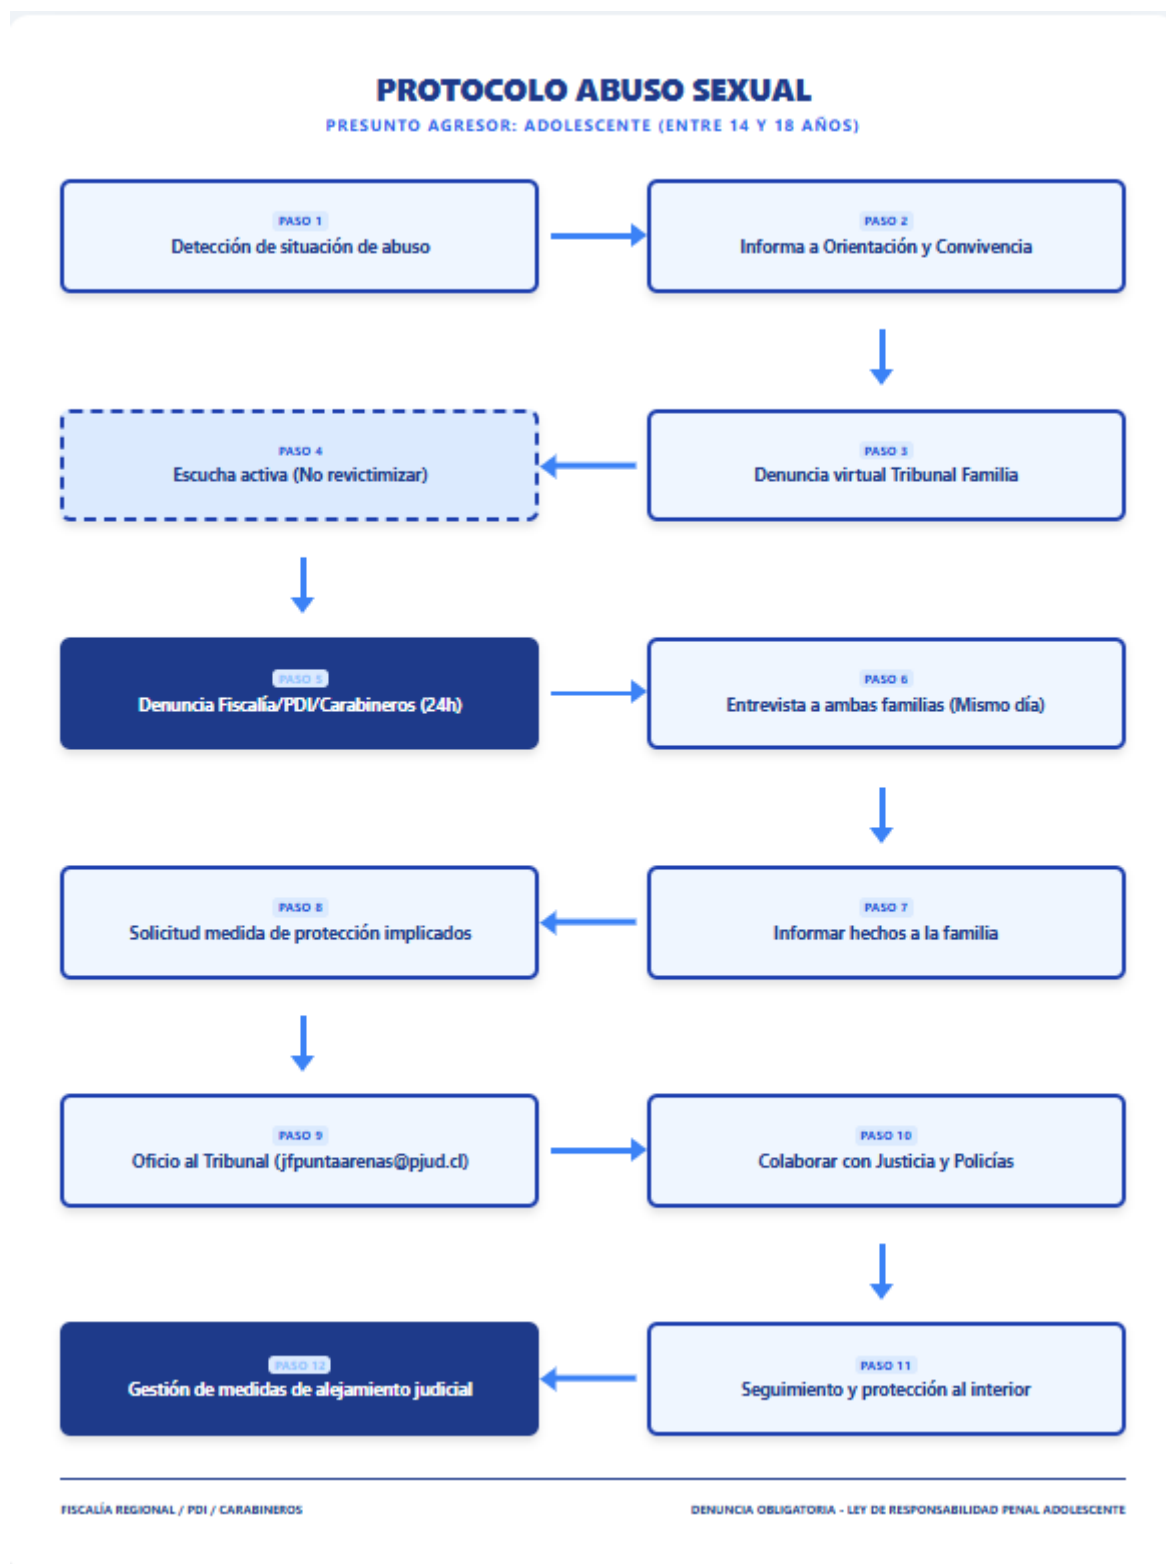 PROTOCOLO ABUSO SEXUAL
PRESUNTO AGRESOR: ADOLESCENTE (ENTRE 14 Y 18 AÑOS)
PASO 1
Detección de situación de abuso
PASO 2
Informa a Orientación y Convivencia
PASO 3
Denuncia virtual Tribunal Familia
PASO 4
Escucha activa (No revictimizar)
PASO 5
Denuncia Fiscalía/PDI/Carabineros (24h)
PASO 6
Entrevista a ambas familias (Mismo día)
PASO 7
Informar hechos a la familia
PASO 8
Solicitud medida de protección implicados
PASO 9
Oficio al Tribunal (jfpuntaarenas@pjud.cl)
PASO 10
Colaborar con Justicia y Policías
PASO 11
Seguimiento y protección al interior
PASO 12
Gestión de medidas de alejamiento judicial
FISCALÍA REGIONAL / PDI / CARABINEROS
DENUNCIA OBLIGATORIA - LEY DE RESPONSABILIDAD PENAL ADOLESCENTE